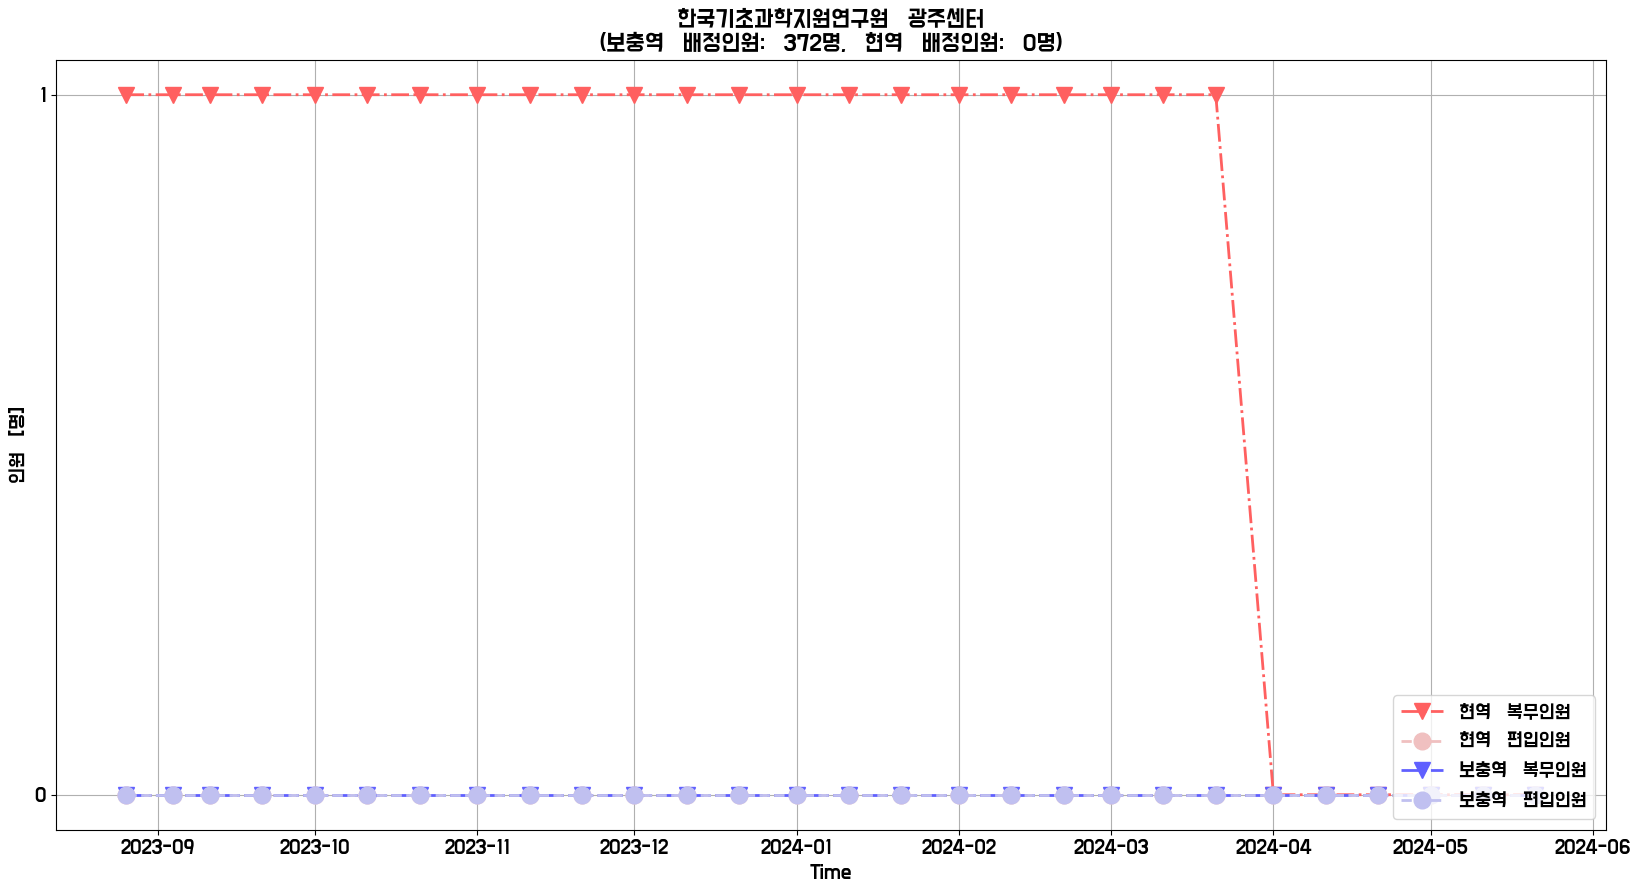 한국기초과학지원연구원 광주센터
(보충역 배정인원: 372명, 현역 배정인원: 0명)
1
0
인원 [명]
2023-09 2023-10 2023-11 2023-12 2024-01 2024-02 2024-03 2024-04 2024-05 2024-06
Time
현역 복무인원
현역 편입인원
보충역 복무인원
보충역 편입인원